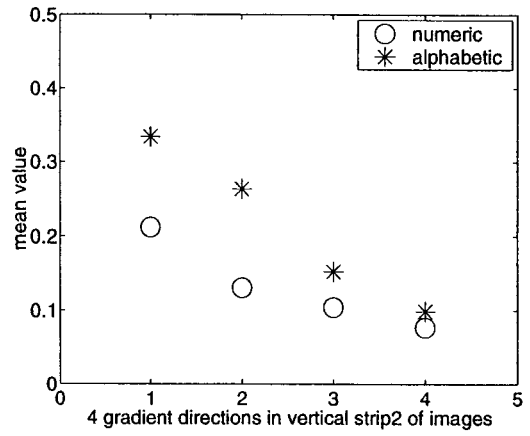 0.5
numeric
alphabetic
0.4
0.3
mean value
0.2
0.1
0
0 1 2 3 4 5
4 gradient directions in vertical strip2 of images